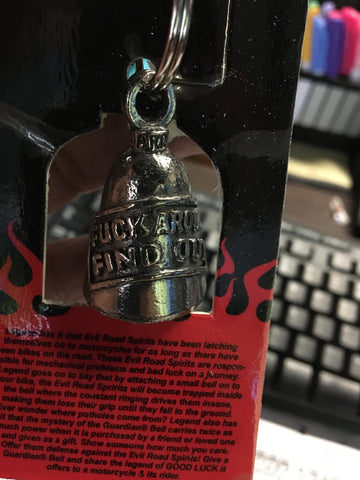 AND
FUCK AROU
FIND OU
Legend has it that Evil Road Spirits have been latching
themselves on to motorcycles for as long as there have
been bikes on the road. These Evil Road Spirits are respon-
sible for mechanical problems and bad luck on a journey.
Legend goes on to say that by attaching a small bell on to
your bike, the Evil Road Spirits will become trapped inside
the bell where the constant ringing drives them insane,
making them lose their grip until they fall to the ground.
Ever wonder where potholes come from? Legend also has
it that the mystery of the Guardian® Bell carries twice as
much power when it is purchased by a friend or loved one
and given as a gift. Show someone how much you care.
Offer them defense against the Evil Road Spirits! Give a
Guardian® Bell and share the legend of GOOD LUCK it
offers to a motorcycle & its rider.